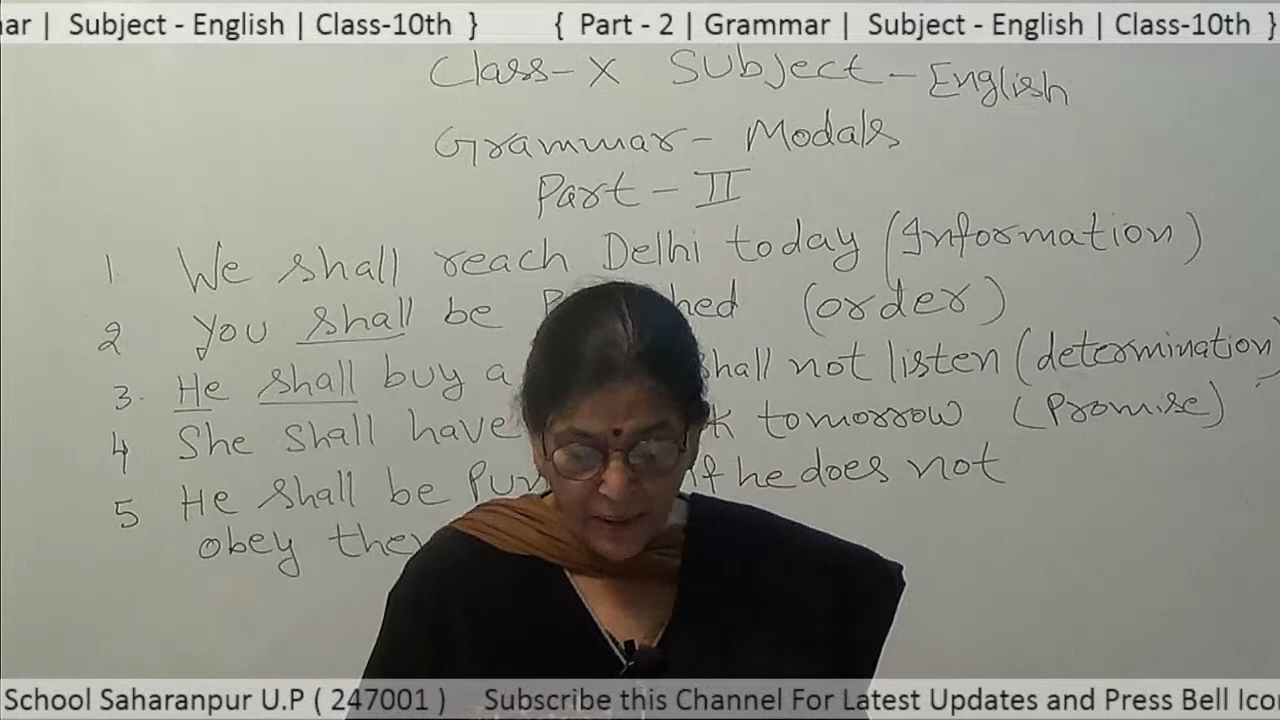 ar | Subject - English | Class-10th } { Part - 2 | Grammar | Subject - English | Class-10th }
Class-X Subject-English
Grammar- Modals
Part-II
1. We shall reach Delhi today (Information)
2 You shall be hed (order)
3. He shall buy a shall not listen (determination)
4 She shall have k tomorrow (Promise)
5 He shall be Pun if he does not
obey the
School Saharanpur U.P ( 247001 ) Subscribe this Channel For Latest Updates and Press Bell Ico